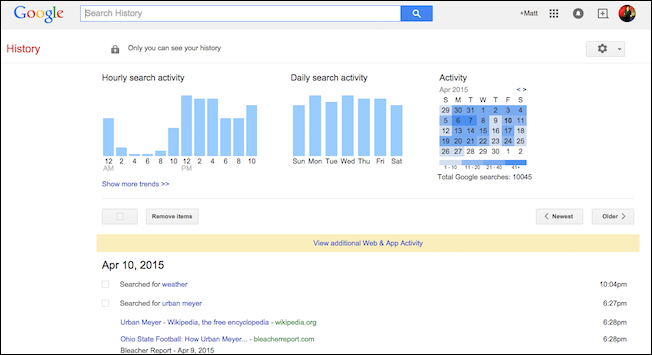 Google Search History +Matt
History Only you can see your history
Hourly search activity Daily search activity Activity
Apr 2015 < >
S M T W T F S
29 30 31 1 2 3 4
5 6 7 8 9 10 11
12 13 14 15 16 17 18
19 20 21 22 23 24 25
26 27 28 29 30 1 2
12 2 4 6 8 10 12 2 4 6 8 10 Sun Mon Tue Wed Thu Fri Sat
AM PM
1 - 10 11 - 20 21 - 40 41+
Total Google searches: 10045
Show more trends >>
Remove items < Newest Older >
View additional Web & App Activity
Apr 10, 2015
Searched for weather 10:04pm
Searched for urban meyer 6:27pm
Urban Meyer - Wikipedia, the free encyclopedia - wikipedia.org 6:28pm
Ohio State Football: How Urban Meyer... - bleacherreport.com 6:28pm
Bleacher Report - Apr 9, 2015